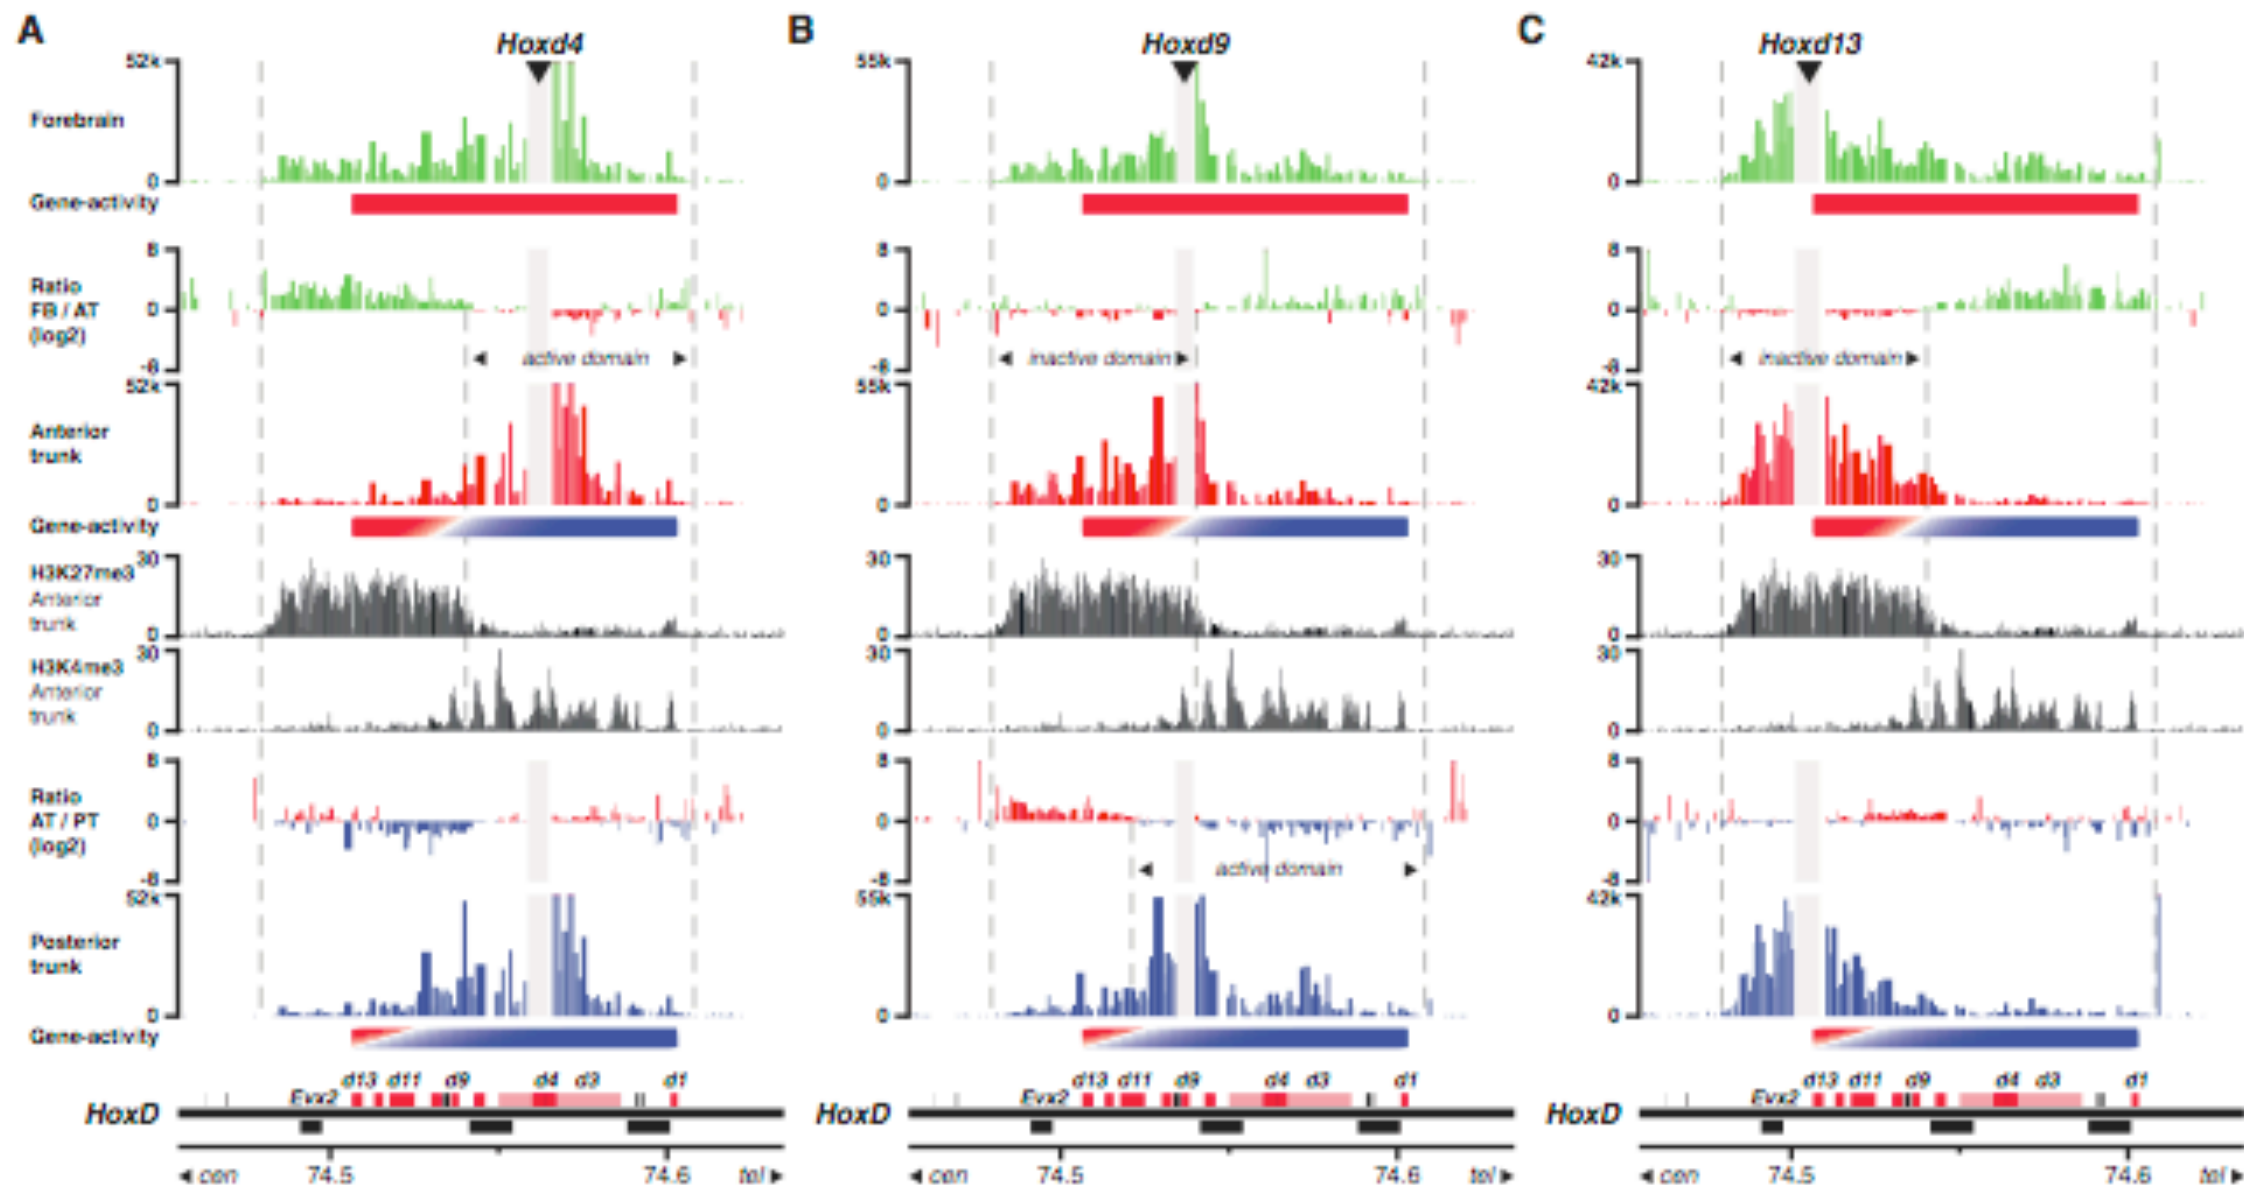 A B C
Hoxd4 Hoxd9 Hoxd13
52k 55k 42k
Forebrain
0 0 0
Gene-activity
8 8 8
Ratio
FB / AT
(log2)
0 0 0
active domain inactive domain inactive domain
-8 -8 -8
52k 55k 42k
Anterior
trunk
0 0 0
Gene-activity
30 30 30
H3K27me3
Anterior
trunk
0 0 0
30 30 30
H3K4me3
Anterior
trunk
0 0 0
8 8 8
Ratio
AT / PT
(log2)
0 0 0
active domain
-8 -8 -8
52k 55k 42k
Posterior
trunk
0 0 0
Gene-activity
d13 d11 d9 d4 d3 d1 d13 d11 d9 d4 d3 d1 d13 d11 d9 d4 d3 d1
Evx2 Evx2 Evx2
HoxD HoxD HoxD
cen 74.5 74.6 tel cen 74.5 74.6 tel cen 74.5 74.6 tel